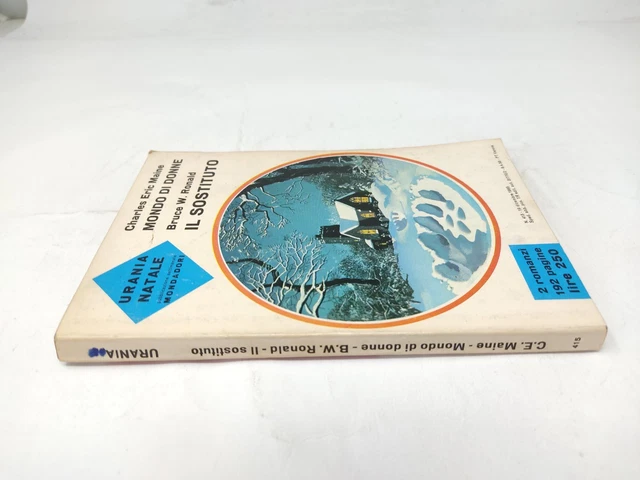 Charles Eric Maine
MONDO DI DONNE
Bruce W. Ronald
IL SOSTITUTO
URANIA
NATALE
MONDADORI
2 romanzi
192 pagine
lire 250
415
C.E. Maine - Mondo di donne - B.W. Ronald - Il sostituto
URANIA